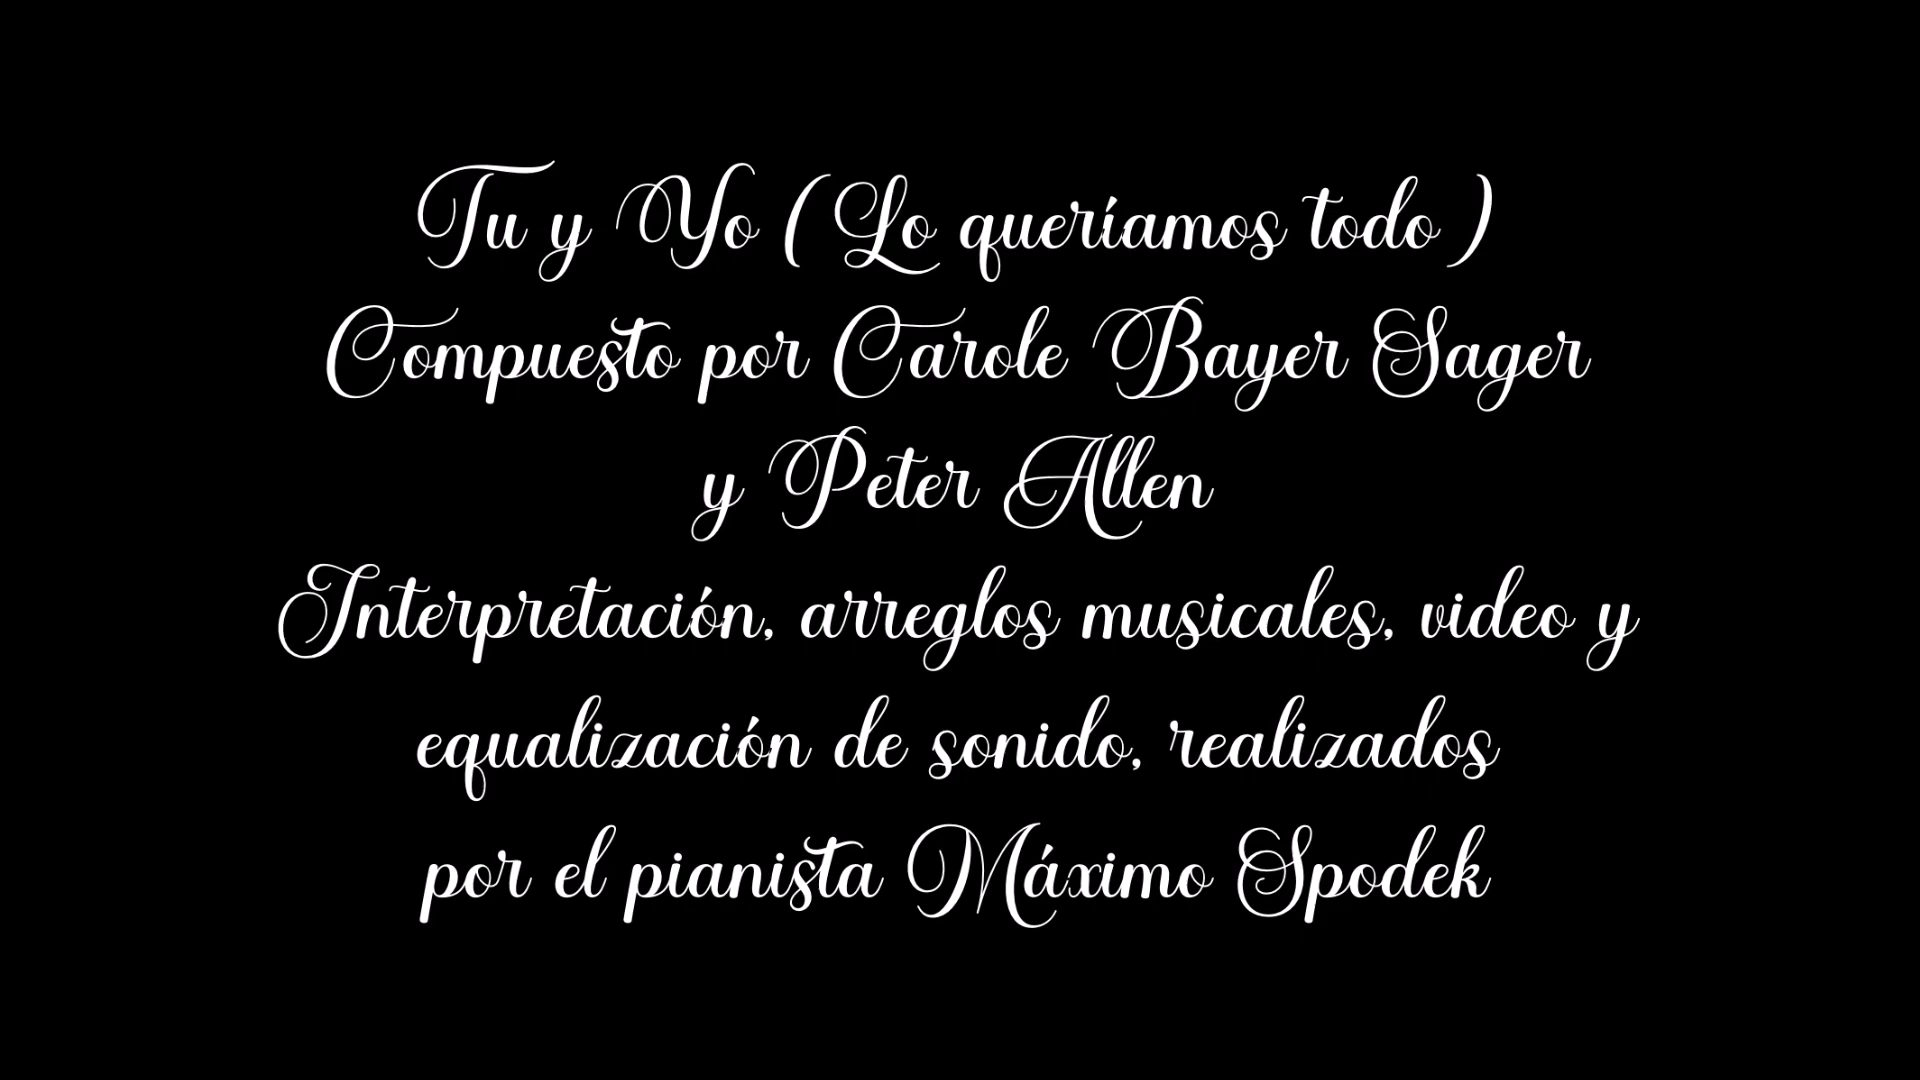 Tu y Yo (Lo queríamos todo)
Compuesto por Carole Bayer Sager
y Peter Allen
Interpretación, arreglos musicales, video y
equalización de sonido, realizados
por el pianista Máximo Spodek